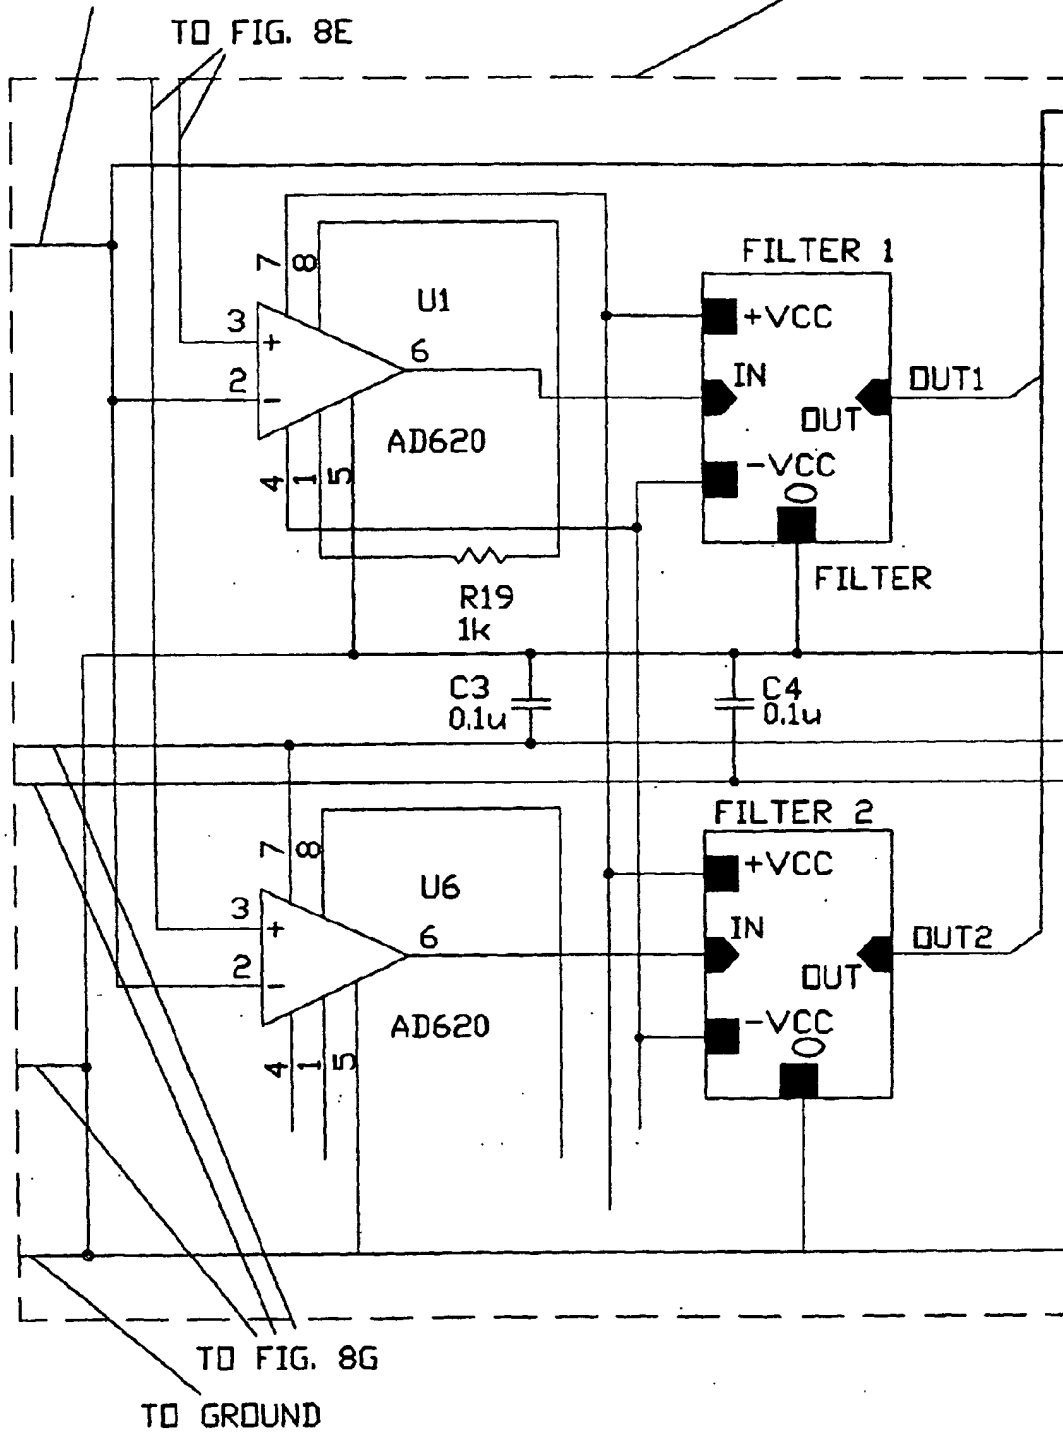 TO FIG. 8E
FILTER 1
7
8
U1
+VCC
3
+
6
2
-
IN
OUT1
OUT
AD620
-VCC
4
1
5
0
FILTER
R19
1k
C3
0.1u
C4
0.1u
FILTER 2
7
8
+VCC
U6
3
+
6
IN
OUT2
2
-
OUT
AD620
-VCC
4
1
5
0
TO FIG. 8G
TO GROUND